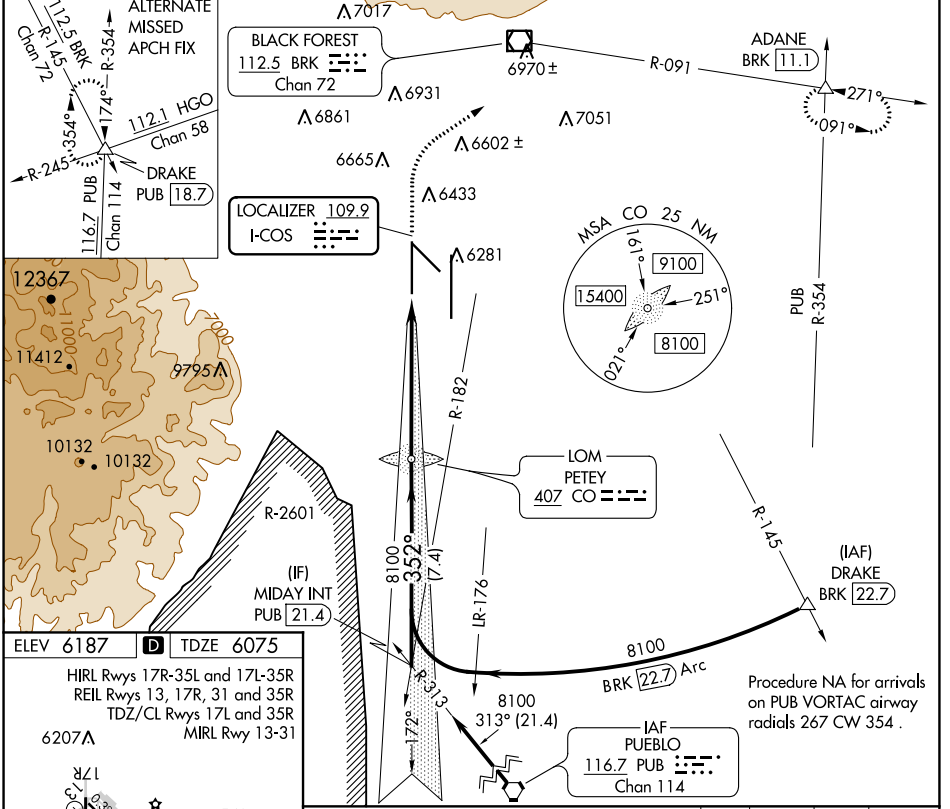 ALTERNATE
MISSED
APCH FIX
112.5 BRK
R-145
Chan 72
R-354
174°
354°
112.1 HGO
Chan 58
R-245
DRAKE
PUB 18.7
116.7 PUB
Chan 114
7017
BLACK FOREST
112.5 BRK
Chan 72
6970±
R-091
ADANE
BRK 11.1
271°
091°
6931
6861
7051
6602 ±
6665
6433
LOCALIZER 109.9
I-COS
6281
MSA CO 25 NM
161°
9100
15400
251°
8100
021°
PUB
R-354
12367
11000
11412
7000
9795
10132
10132
R-182
LOM
PETEY
407 CO
R-2601
8100
352°
(7.4)
R-145
(IF)
MIDAY INT
PUB 21.4
LR-176
(IAF)
DRAKE
BRK 22.7
8100
BRK 22.7 Arc
R-313
8100
313° (21.4)
172°
Procedure NA for arrivals
on PUB VORTAC airway
radials 267 CW 354 .
IAF
PUEBLO
116.7 PUB
Chan 114
ELEV 6187 D TDZE 6075
HIRL Rwys 17R-35L and 17L-35R
REIL Rwys 13, 17R, 31 and 35R
TDZ/CL Rwys 17L and 35R
MIRL Rwy 13-31
6207
17R
13